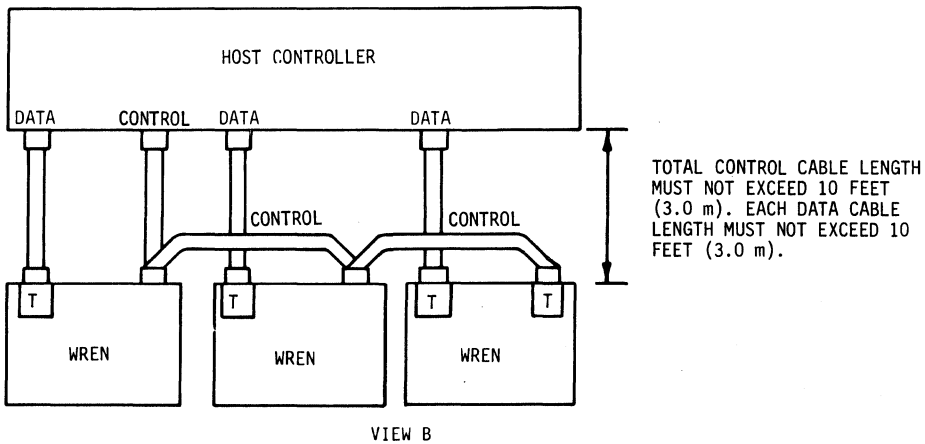 HOST CONTROLLER
DATA CONTROL DATA DATA
TOTAL CONTROL CABLE LENGTH
MUST NOT EXCEED 10 FEET
(3.0 m). EACH DATA CABLE
LENGTH MUST NOT EXCEED 10
FEET (3.0 m).
CONTROL CONTROL
T T T T
WREN WREN WREN
VIEW B